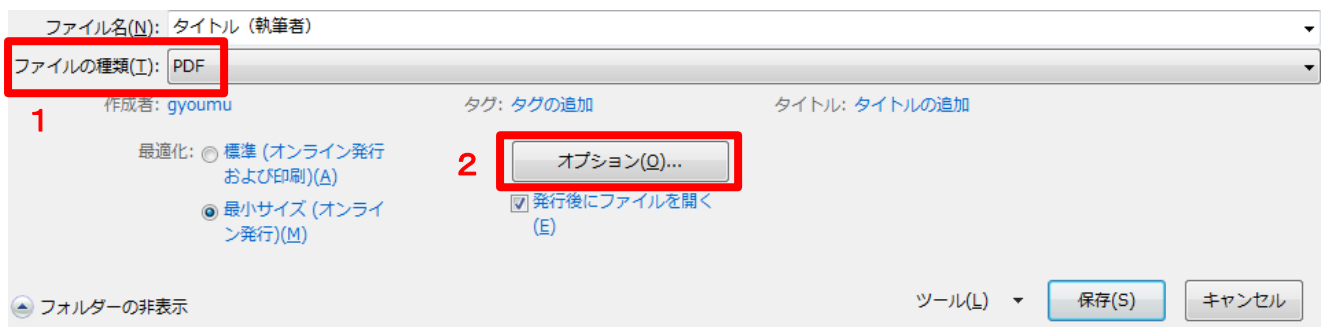 ファイル名(N): タイトル（執筆者）
ファイルの種類(T): PDF
1
作成者: gyoumu タグ: タグの追加 タイトル: タイトルの追加
最適化: 標準 (オンライン発行
および印刷)(A)
最小サイズ (オンライ
ン発行)(M)
2 オプション(O)...
発行後にファイルを開く
(E)
フォルダーの非表示 ツール(L) 保存(S) キャンセル